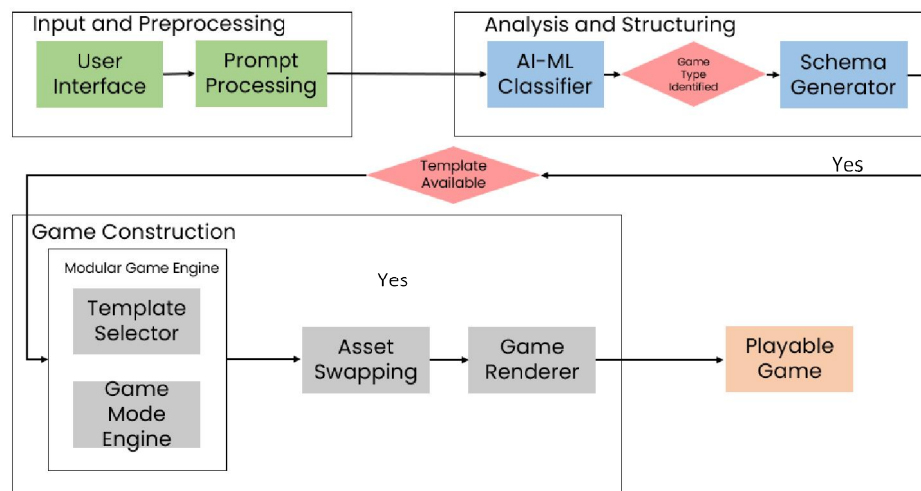 Input and Preprocessing
Analysis and Structuring
User
Interface
Prompt
Processing
AI-ML
Classifier
Game
Type
Identified
Schema
Generator
Template
Available
Yes
Game Construction
Modular Game Engine
Template
Selector
Game
Mode
Engine
Yes
Asset
Swapping
Game
Renderer
Playable
Game